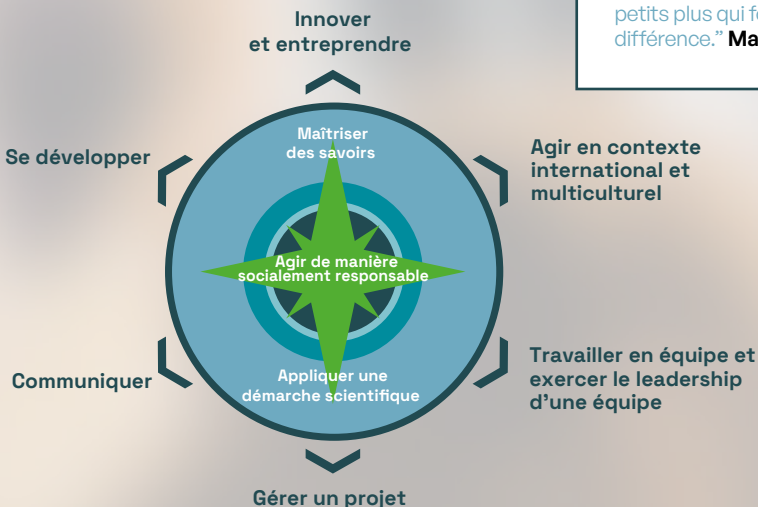 petits plus qui
différence.”
Innover
et entreprendre
Maîtriser
des savoirs
Se développer
Agir en contexte
international et
multiculturel
Agir de manière
socialement responsable
Communiquer
Appliquer une
démarche scientifique
Travailler en équipe et
exercer le leadership
d’une équipe
Gérer un projet